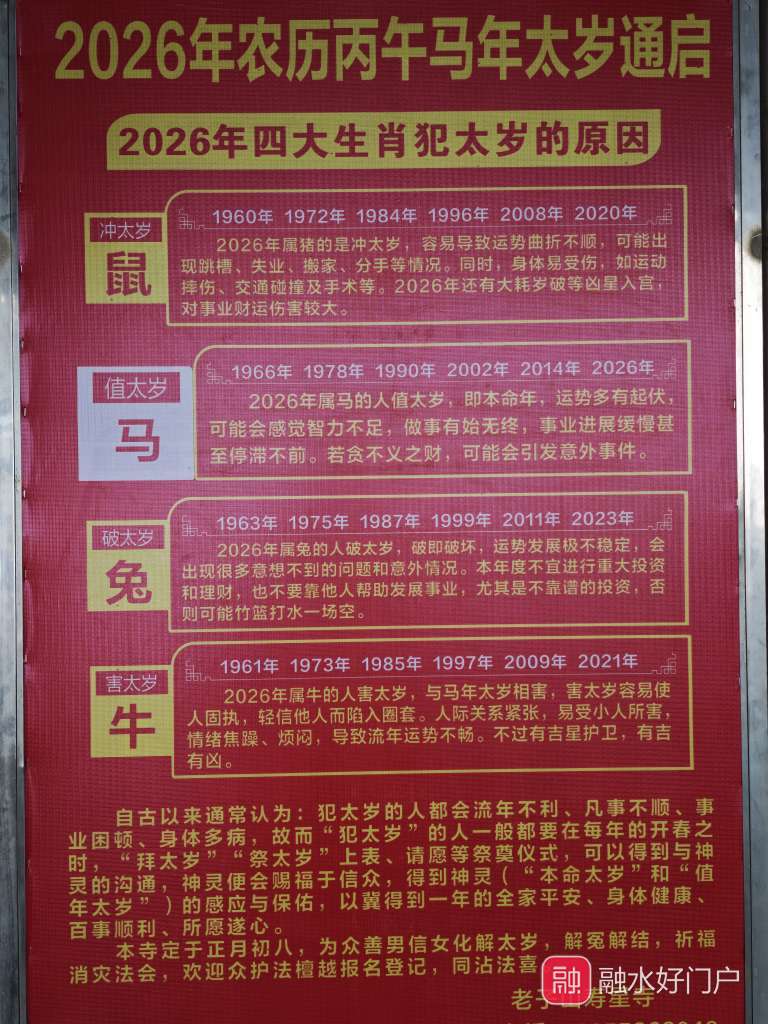 2026年农历丙午马年太岁通启
2026年四大生肖犯太岁的原因
冲太岁
鼠
1960年 1972年 1984年 1996年 2008年 2020年
2026年属猪的是冲太岁，容易导致运势曲折不顺，可能出
现跳槽、失业、搬家、分手等情况。同时，身体易受伤，如运动
摔伤、交通碰撞及手术等。2026年还有大耗岁破等凶星入宫，
对事业财运伤害较大。
值太岁
马
1966年 1978年 1990年 2002年 2014年 2026年
2026年属马的人值太岁，即本命年，运势多有起伏，
可能会感觉智力不足，做事有始无终，事业进展缓慢甚
至停滞不前。若贪不义之财，可能会引发意外事件。
破太岁
兔
1963年 1975年 1987年 1999年 2011年 2023年
2026年属兔的人破太岁，破即破坏，运势发展极不稳定，会
出现很多意想不到的问题和意外情况。本年度不宜进行重大投资
和理财，也不要靠他人帮助发展事业，尤其是不靠谱的投资，否
则可能竹篮打水一场空。
害太岁
牛
1961年 1973年 1985年 1997年 2009年 2021年
2026年属牛的人害太岁，与马年太岁相害，害太岁容易使
人固执，轻信他人而陷入圈套。人际关系紧张，易受小人所害，
情绪焦躁、烦闷，导致流年运势不畅。不过有吉星护卫，有吉
有凶。
自古以来通常认为：犯太岁的人都会流年不利、凡事不顺、事
业困顿、身体多病，故而“犯太岁”的人一般都要在每年的开春之
时，“拜太岁”“祭太岁”上表、请愿等祭奠仪式，可以得到与神
灵的沟通，神灵便会赐福于信众，得到神灵（“本命太岁”和“值
年太岁”）的感应与保佑，以冀得到一年的全家平安、身体健康、
百事顺利、所愿遂心。
本寺定于正月初八，为众善男信女化解太岁，解冤解结，祈福
消灾法会，欢迎众护法檀越报名登记，同沾法喜
老子山寿星寺
融 融水好门户